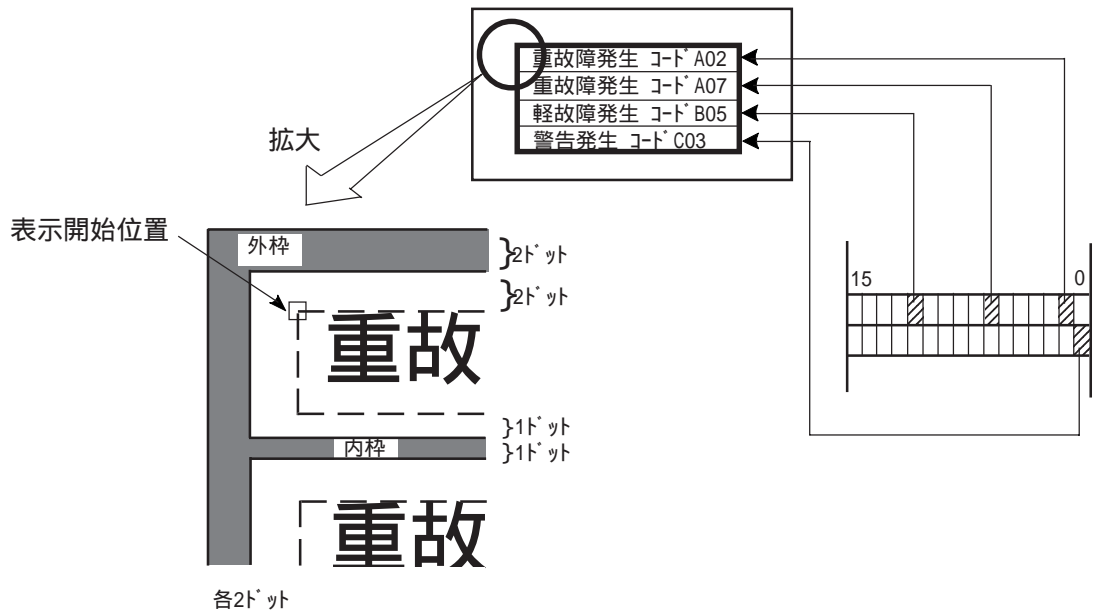 重故障発生 ｺｰﾄﾞA02
重故障発生 ｺｰﾄﾞA07
軽故障発生 ｺｰﾄﾞB05
警告発生 ｺｰﾄﾞC03
拡大
表示開始位置
外枠
}2ﾄﾞｯﾄ
}2ﾄﾞｯﾄ
15 0
重故
}1ﾄﾞｯﾄ
内枠
}1ﾄﾞｯﾄ
重故
各2ﾄﾞｯﾄ